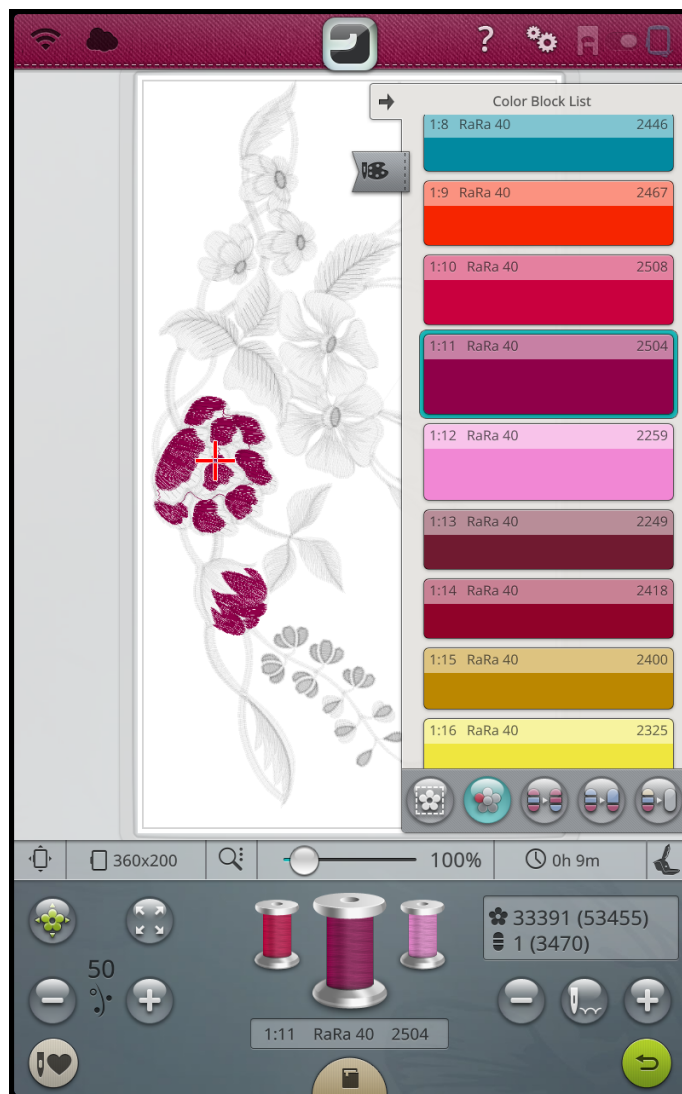 ?
Color Block List
1:8 RaRa 40 2446
1:9 RaRa 40 2467
1:10 RaRa 40 2508
1:11 RaRa 40 2504
1:12 RaRa 40 2259
1:13 RaRa 40 2249
1:14 RaRa 40 2418
1:15 RaRa 40 2400
1:16 RaRa 40 2325
360x200
100%
0h 9m
33391 (53455)
1 (3470)
50
1:11 RaRa 40 2504